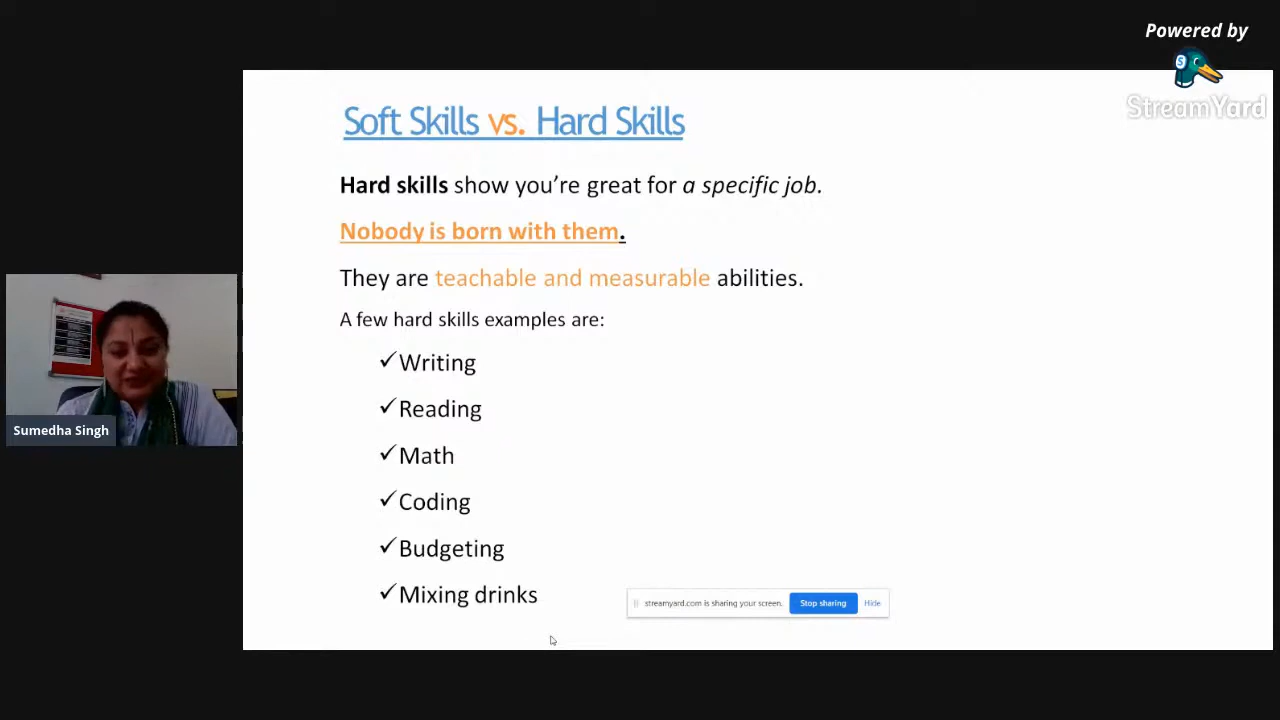 Powered by
StreamYard
Soft Skills vs. Hard Skills
Hard skills show you’re great for a specific job.
Nobody is born with them.
They are teachable and measurable abilities.
A few hard skills examples are:
✓Writing
✓Reading
✓Math
✓Coding
✓Budgeting
✓Mixing drinks
Sumedha Singh
streamyard.com is sharing your screen. Stop sharing Hide